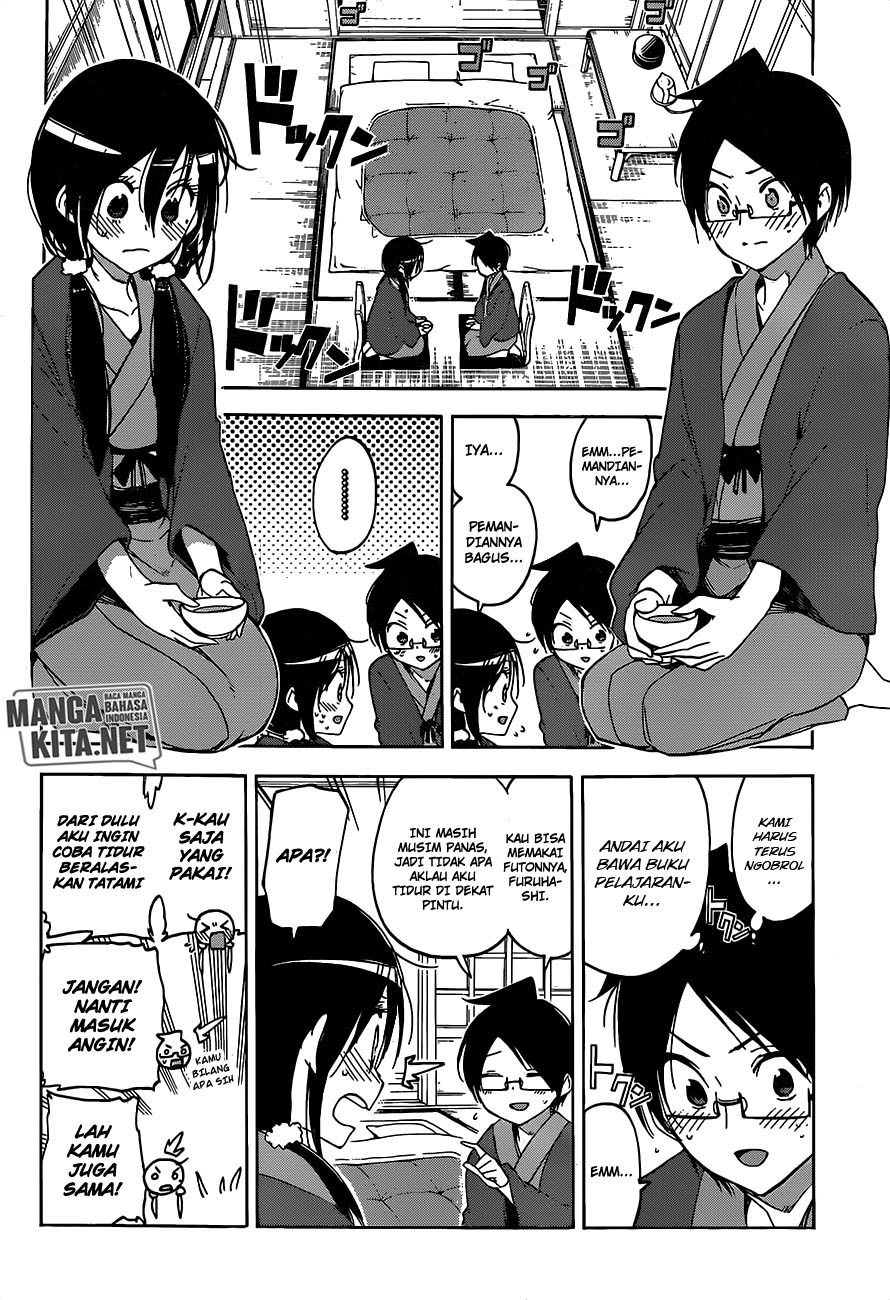 ゴ
ゴ
ゴ
ゴ
ゴ
ドックン
ドックン
ドックン
EMM...PE-
MANDIAN-
NYA...
IYA...
PEMAN-
DIANNYA
BAGUS...
..........
MANGA
KITA.NET
BACA MANGA
BAHASA
INDONESIA
KAMI
HARUS
TERUS
NGOBROL
...
ANDAI AKU
BAWA BUKU
PELAJARAN-
KU...
ドクン
ドクン
EMM...
KAU BISA
MEMAKAI
FUTONNYA,
FURUHA-
SHI.
INI MASIH
MUSIM PANAS,
JADI TIDAK APA
AKLAU AKU
TIDUR DI DEKAT
PINTU.
APA?!
K-KAU
SAJA
YANG
PAKAI!
DARI DULU
AKU INGIN
COBA TIDUR
BERALAS-
KAN TATAMI
JANGAN!
NANTI
MASUK
ANGIN!
KAMU
BILANG
APA SIH
LAH
KAMU
JUGA
SAMA!